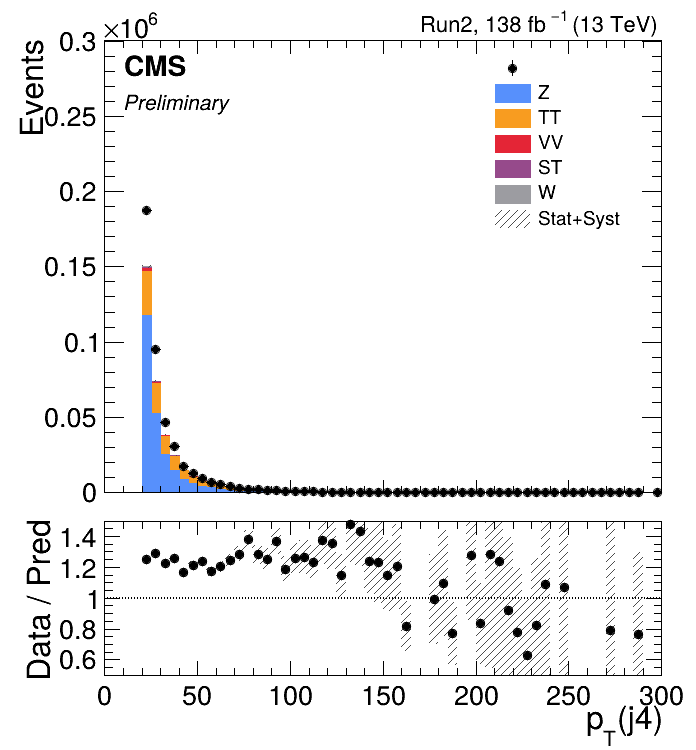 ×10^6
Run2, 138 fb^-1 (13 TeV)
CMS
Preliminary
Events
Z
TT
VV
ST
W
Stat+Syst
0.3
0.25
0.2
0.15
0.1
0.05
0
Data / Pred
1.4
1.2
1
0.8
0.6
0 50 100 150 200 250 300
p_T(j4)